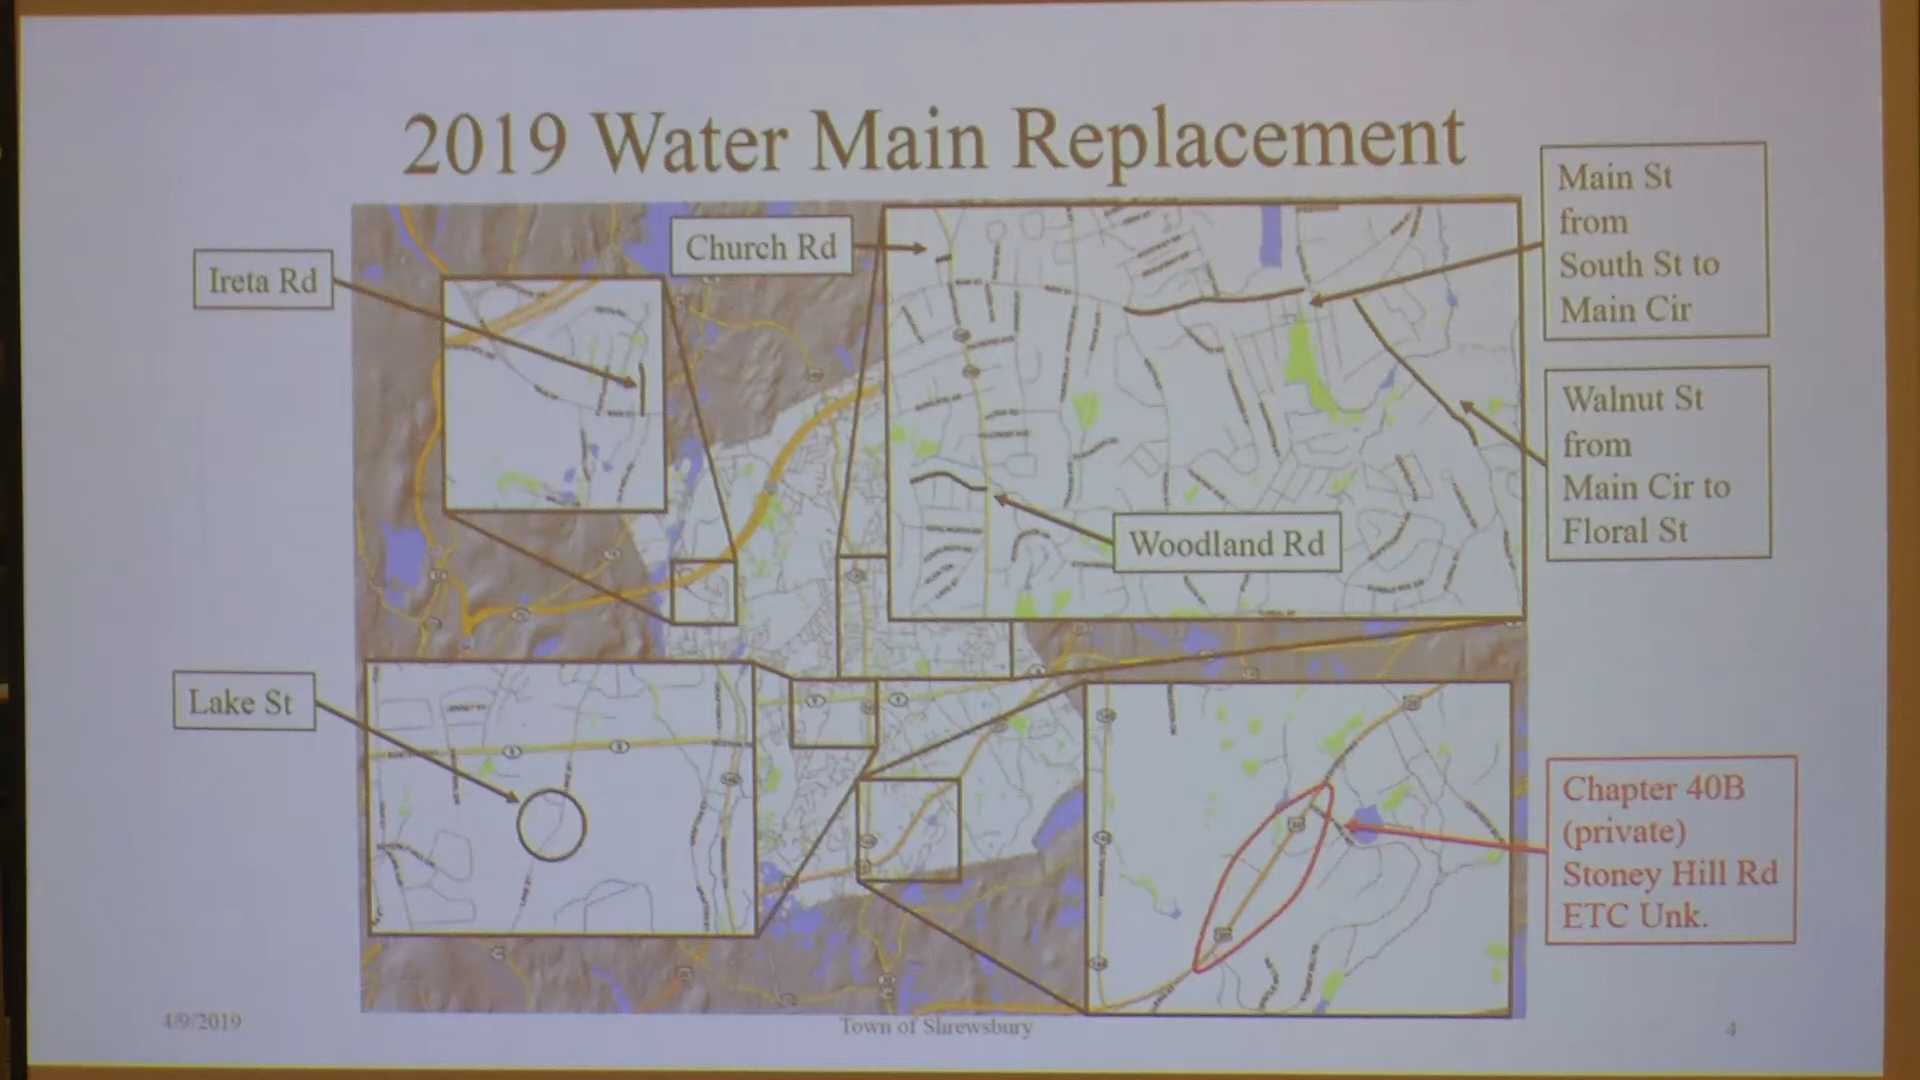 2019 Water Main Replacement
Ireta Rd
Church Rd
Main St
from
South St to
Main Cir
Walnut St
from
Main Cir to
Floral St
Woodland Rd
Lake St
Chapter 40B
(private)
Stoney Hill Rd
ETC Unk.
4/9/2019
Town of Shrewsbury
4